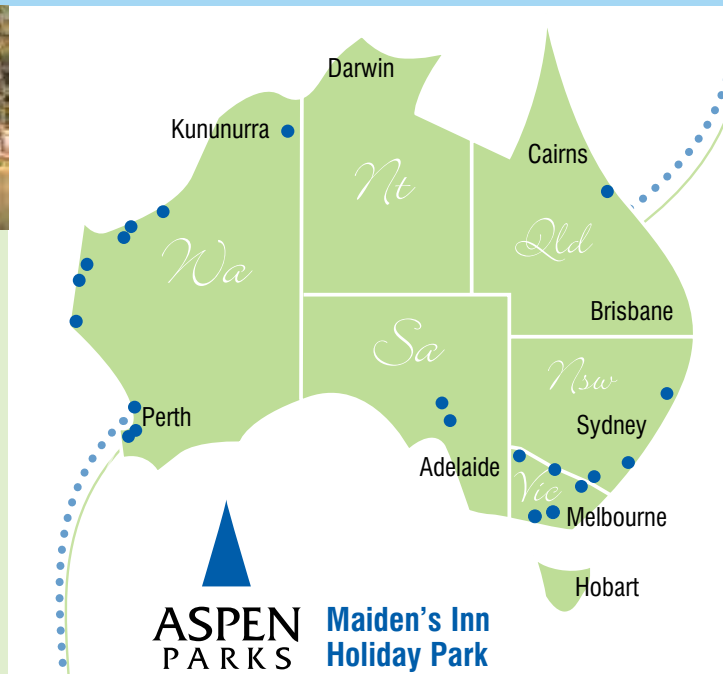 Darwin
Kununurra
Cairns
Nt
Qld
Wa
Brisbane
Sa
Nsw
Perth
Sydney
Adelaide
Vic
Melbourne
Hobart
ASPEN
PARKS
Maiden's Inn
Holiday Park